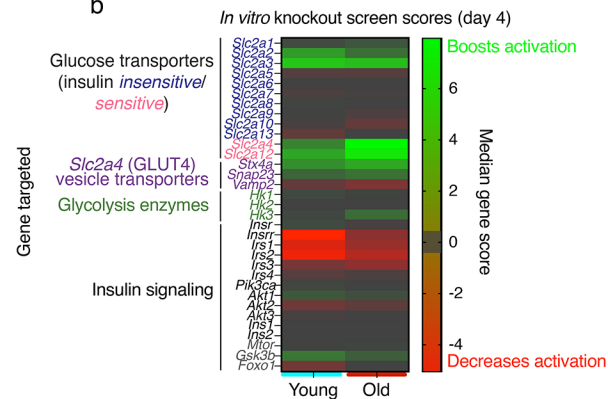 b
In vitro knockout screen scores (day 4)
Glucose transporters
(insulin insensitive/
sensitive)
Slc2a4 (GLUT4)
vesicle transporters
Glycolysis enzymes
Insulin signaling
Gene targeted
Slc2a1
Slc2a2
Slc2a3
Slc2a5
Slc2a6
Slc2a7
Slc2a8
Slc2a9
Slc2a10
Slc2a13
Slc2a4
Slc2a12
Stx4a
Snap23
Vamp2
Hk1
Hk2
Hk3
Insr
Insrr
Irs1
Irs2
Irs3
Irs4
Pik3ca
Akt1
Akt2
Akt3
Ins1
Ins2
Mtor
Gsk3b
Foxo1
Young Old
Boosts activation
6
4
2
0
-2
-4
Decreases activation
Median gene score